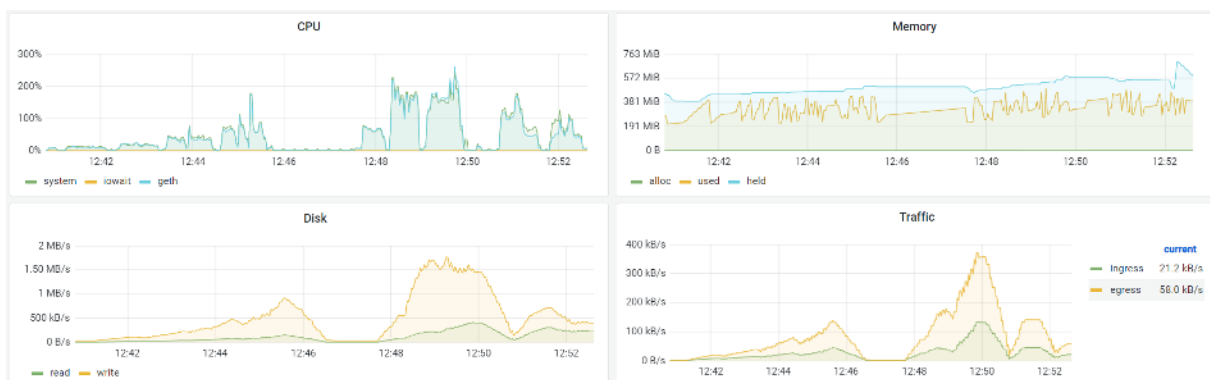 CPU
300%
200%
100%
0%
12:42 12:44 12:46 12:48 12:50 12:52
system iowait geth
Memory
763 MiB
572 MiB
381 MiB
191 MiB
0 B
12:42 12:44 12:46 12:48 12:50 12:52
alloc used held
Disk
2 MB/s
1.50 MB/s
1 MB/s
500 kB/s
0 B/s
12:42 12:44 12:46 12:48 12:50 12:52
read write
Traffic
400 kB/s
300 kB/s
200 kB/s
100 kB/s
0 B/s
12:42 12:44 12:46 12:48 12:50 12:52
current
ingress 21.2 kB/s
egress 58.0 kB/s